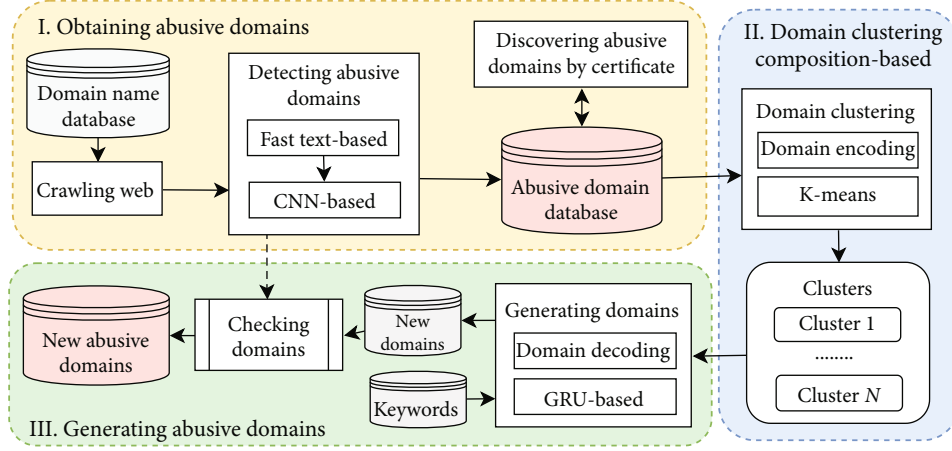 I. Obtaining abusive domains
Domain name
database
Crawling web
Detecting abusive
domains
Fast text-based
CNN-based
Discovering abusive
domains by certificate
Abusive domain
database
II. Domain clustering
composition-based
Domain clustering
Domain encoding
K-means
Clusters
Cluster 1
........
Cluster N
Generating domains
Domain decoding
GRU-based
New
domains
Keywords
Checking
domains
New abusive
domains
III. Generating abusive domains